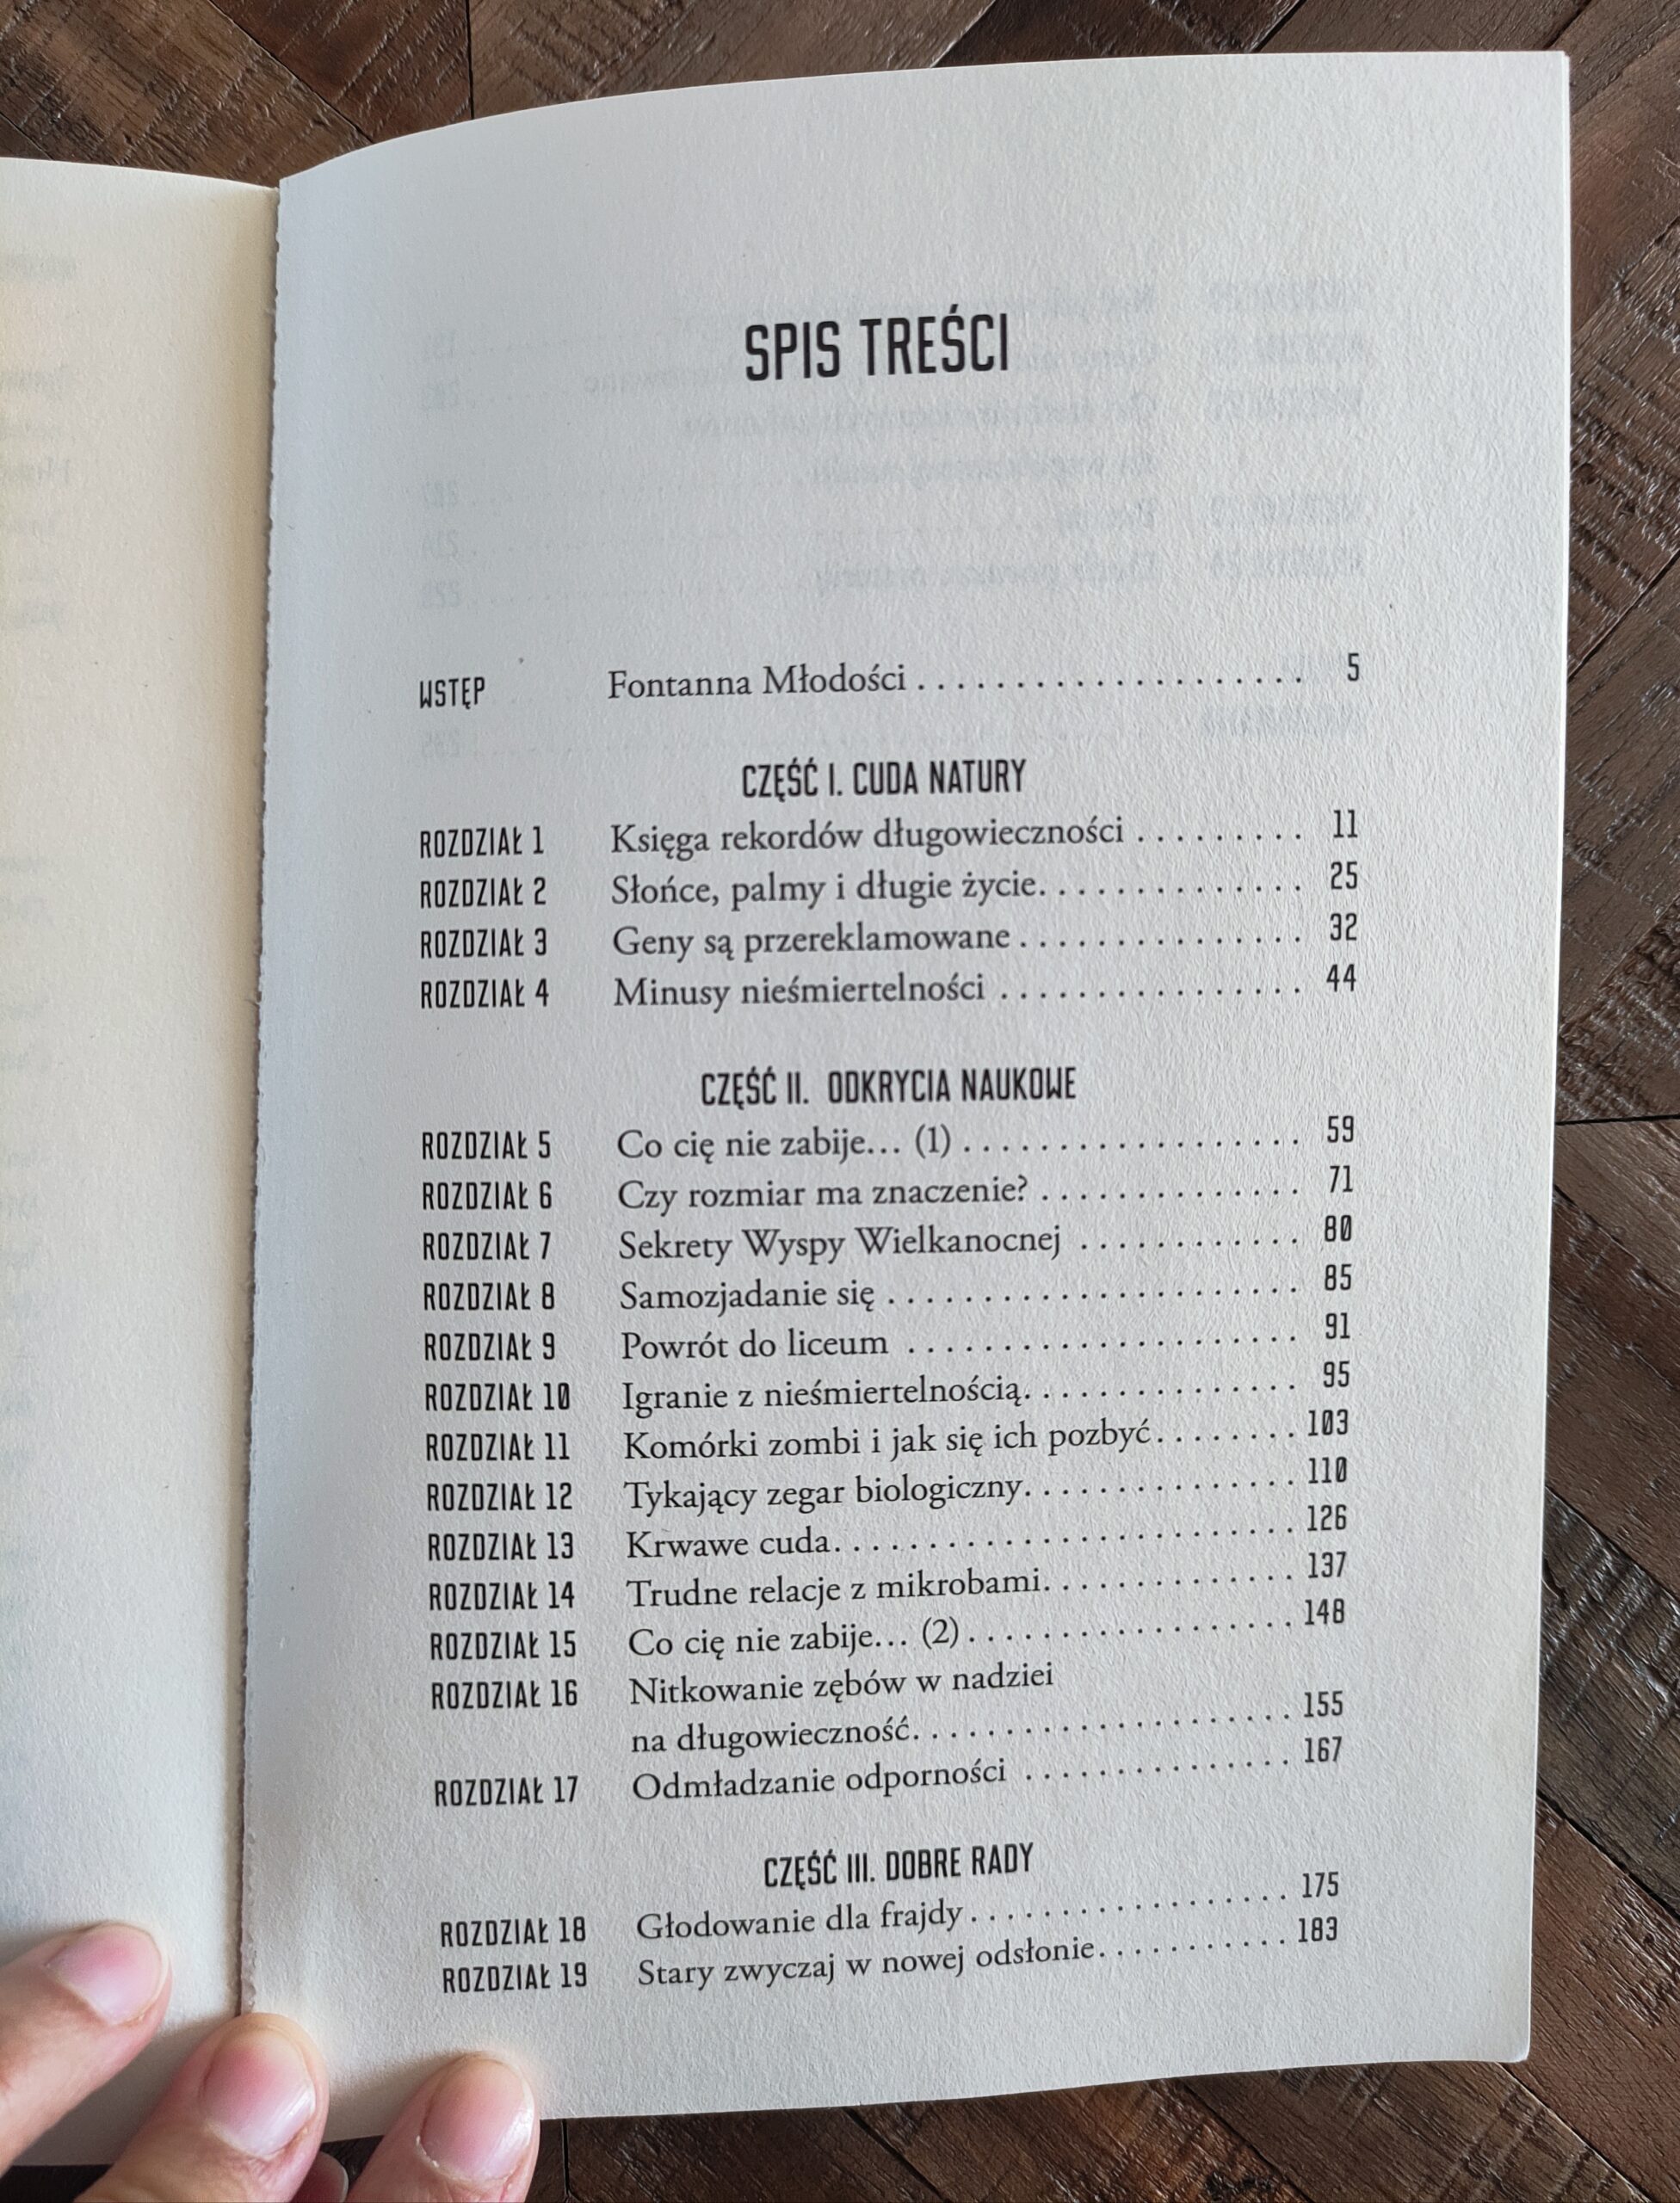 SPIS TREŚCI
WSTĘP Fontanna Młodości . . . . . . . . . . . . . . . . . . . . 5
CZĘŚĆ I. CUDA NATURY
ROZDZIAŁ 1 Księga rekordów długowieczności . . . . . . . . . 11
ROZDZIAŁ 2 Słońce, palmy i długie życie. . . . . . . . . . . . . . 25
ROZDZIAŁ 3 Geny są przereklamowane . . . . . . . . . . . . . . . 32
ROZDZIAŁ 4 Minusy nieśmiertelności . . . . . . . . . . . . . . . . 44
CZĘŚĆ II. ODKRYCIA NAUKOWE
ROZDZIAŁ 5 Co cię nie zabije… (1) . . . . . . . . . . . . . . . . . . 59
ROZDZIAŁ 6 Czy rozmiar ma znaczenie? . . . . . . . . . . . . . . 71
ROZDZIAŁ 7 Sekrety Wyspy Wielkanocnej . . . . . . . . . . . . 80
ROZDZIAŁ 8 Samozjadanie się . . . . . . . . . . . . . . . . . . . . . . 85
ROZDZIAŁ 9 Powrót do liceum . . . . . . . . . . . . . . . . . . . . . 91
ROZDZIAŁ 10 Igranie z nieśmiertelnością. . . . . . . . . . . . . . . 95
ROZDZIAŁ 11 Komórki zombi i jak się ich pozbyć. . . . . . . . 103
ROZDZIAŁ 12 Tykający zegar biologiczny. . . . . . . . . . . . . . . 110
ROZDZIAŁ 13 Krwawe cuda. . . . . . . . . . . . . . . . . . . . . . . . . 126
ROZDZIAŁ 14 Trudne relacje z mikrobami. . . . . . . . . . . . . . 137
ROZDZIAŁ 15 Co cię nie zabije… (2) . . . . . . . . . . . . . . . . . . 148
ROZDZIAŁ 16 Nitkowanie zębów w nadziei
na długowieczność. . . . . . . . . . . . . . . . . . . . . 155
ROZDZIAŁ 17 Odmładzanie odporności . . . . . . . . . . . . . . . 167
CZĘŚĆ III. DOBRE RADY
ROZDZIAŁ 18 Głodowanie dla frajdy . . . . . . . . . . . . . . . . . . 175
ROZDZIAŁ 19 Stary zwyczaj w nowej odsłonie. . . . . . . . . . . 183